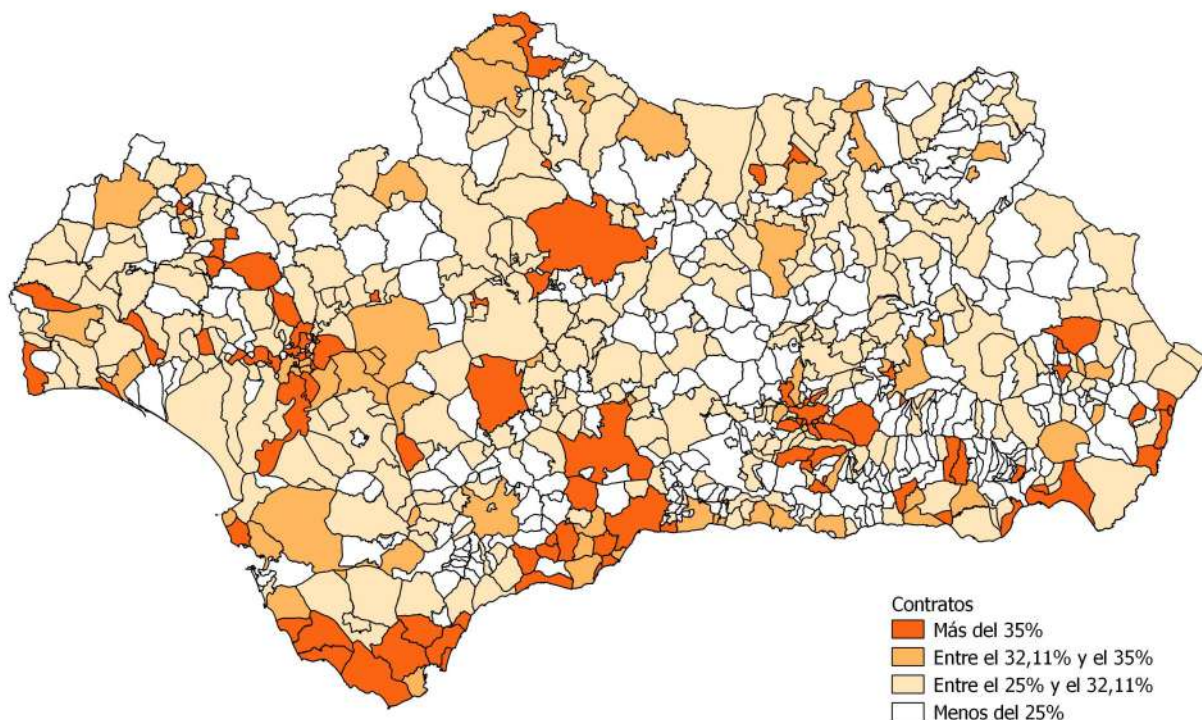 Contratos
Más del 35%
Entre el 32,11% y el 35%
Entre el 25% y el 32,11%
Menos del 25%